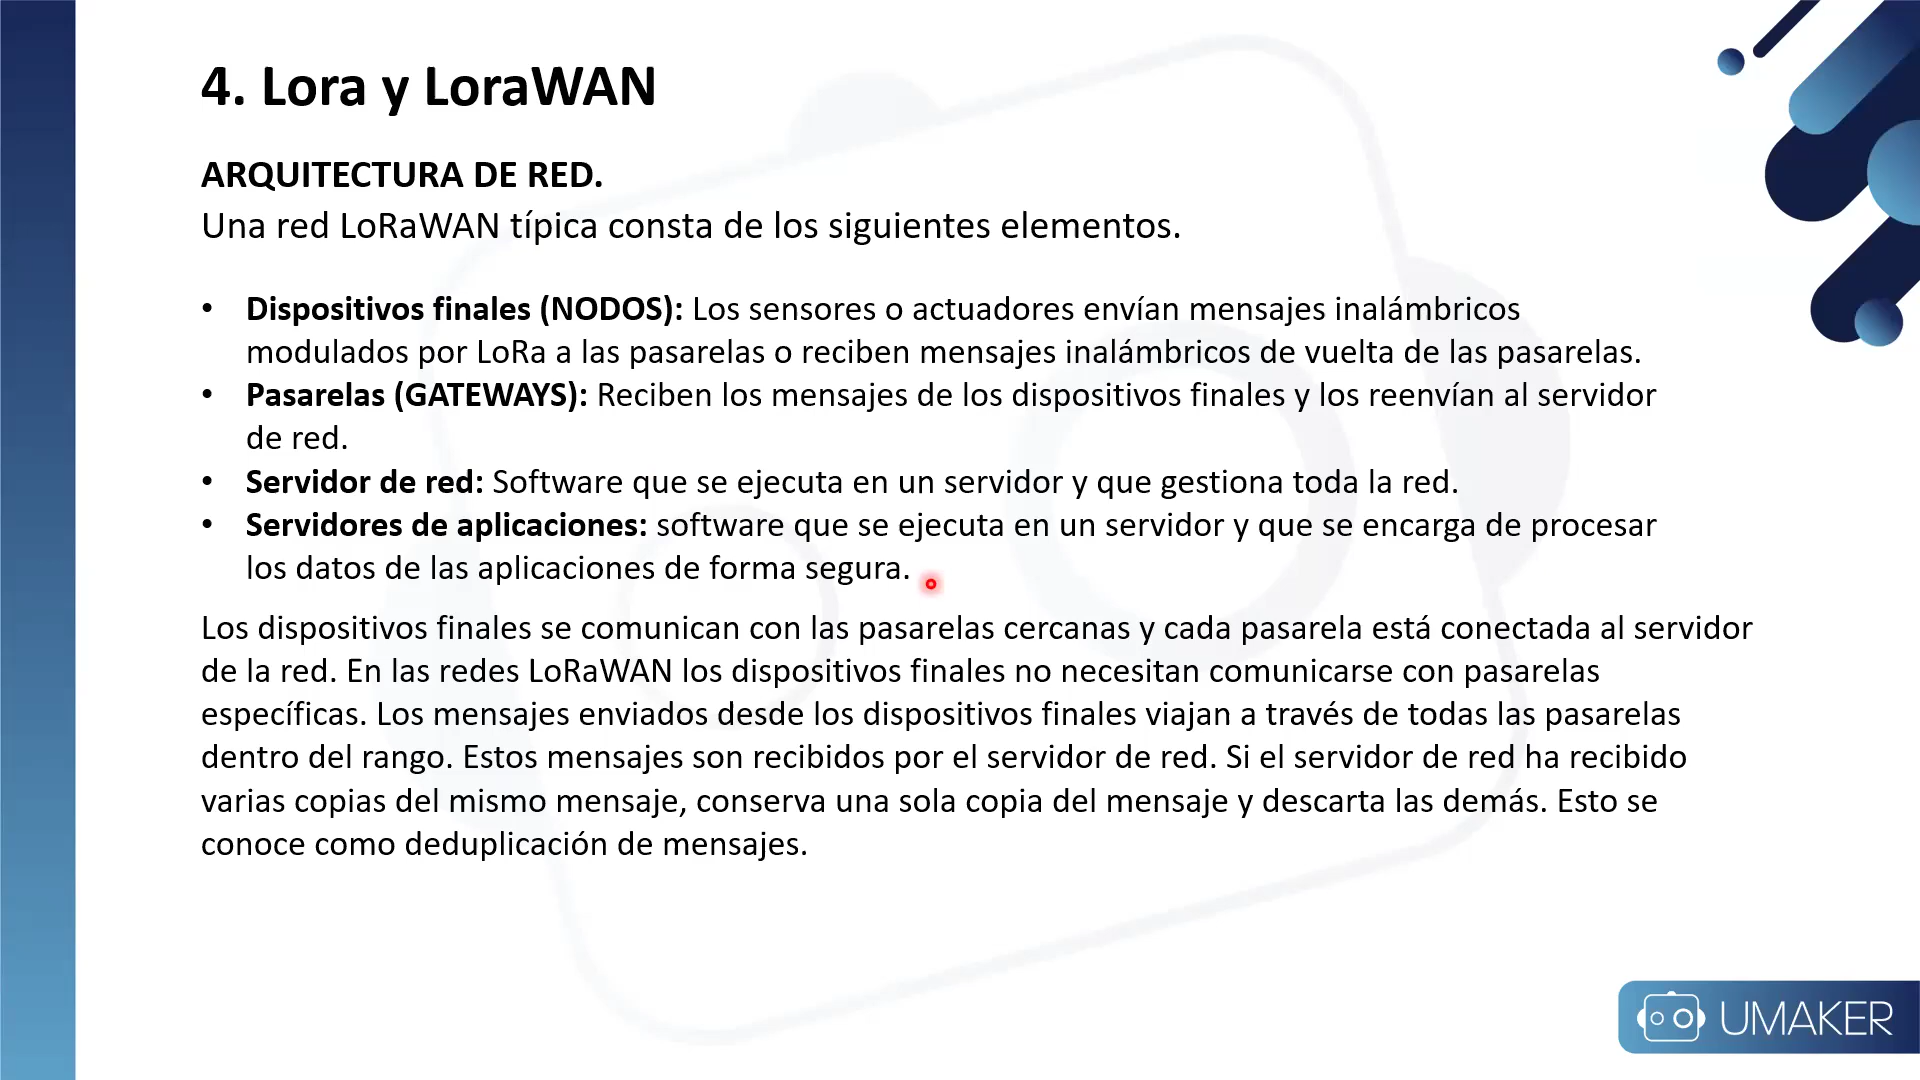 4. Lora y LoraWAN
ARQUITECTURA DE RED.
Una red LoRaWAN típica consta de los siguientes elementos.
• Dispositivos finales (NODOS): Los sensores o actuadores envían mensajes inalámbricos
modulados por LoRa a las pasarelas o reciben mensajes inalámbricos de vuelta de las pasarelas.
• Pasarelas (GATEWAYS): Reciben los mensajes de los dispositivos finales y los reenvían al servidor
de red.
• Servidor de red: Software que se ejecuta en un servidor y que gestiona toda la red.
• Servidores de aplicaciones: software que se ejecuta en un servidor y que se encarga de procesar
los datos de las aplicaciones de forma segura.
Los dispositivos finales se comunican con las pasarelas cercanas y cada pasarela está conectada al servidor
de la red. En las redes LoRaWAN los dispositivos finales no necesitan comunicarse con pasarelas
específicas. Los mensajes enviados desde los dispositivos finales viajan a través de todas las pasarelas
dentro del rango. Estos mensajes son recibidos por el servidor de red. Si el servidor de red ha recibido
varias copias del mismo mensaje, conserva una sola copia del mensaje y descarta las demás. Esto se
conoce como deduplicación de mensajes.
UMAKER